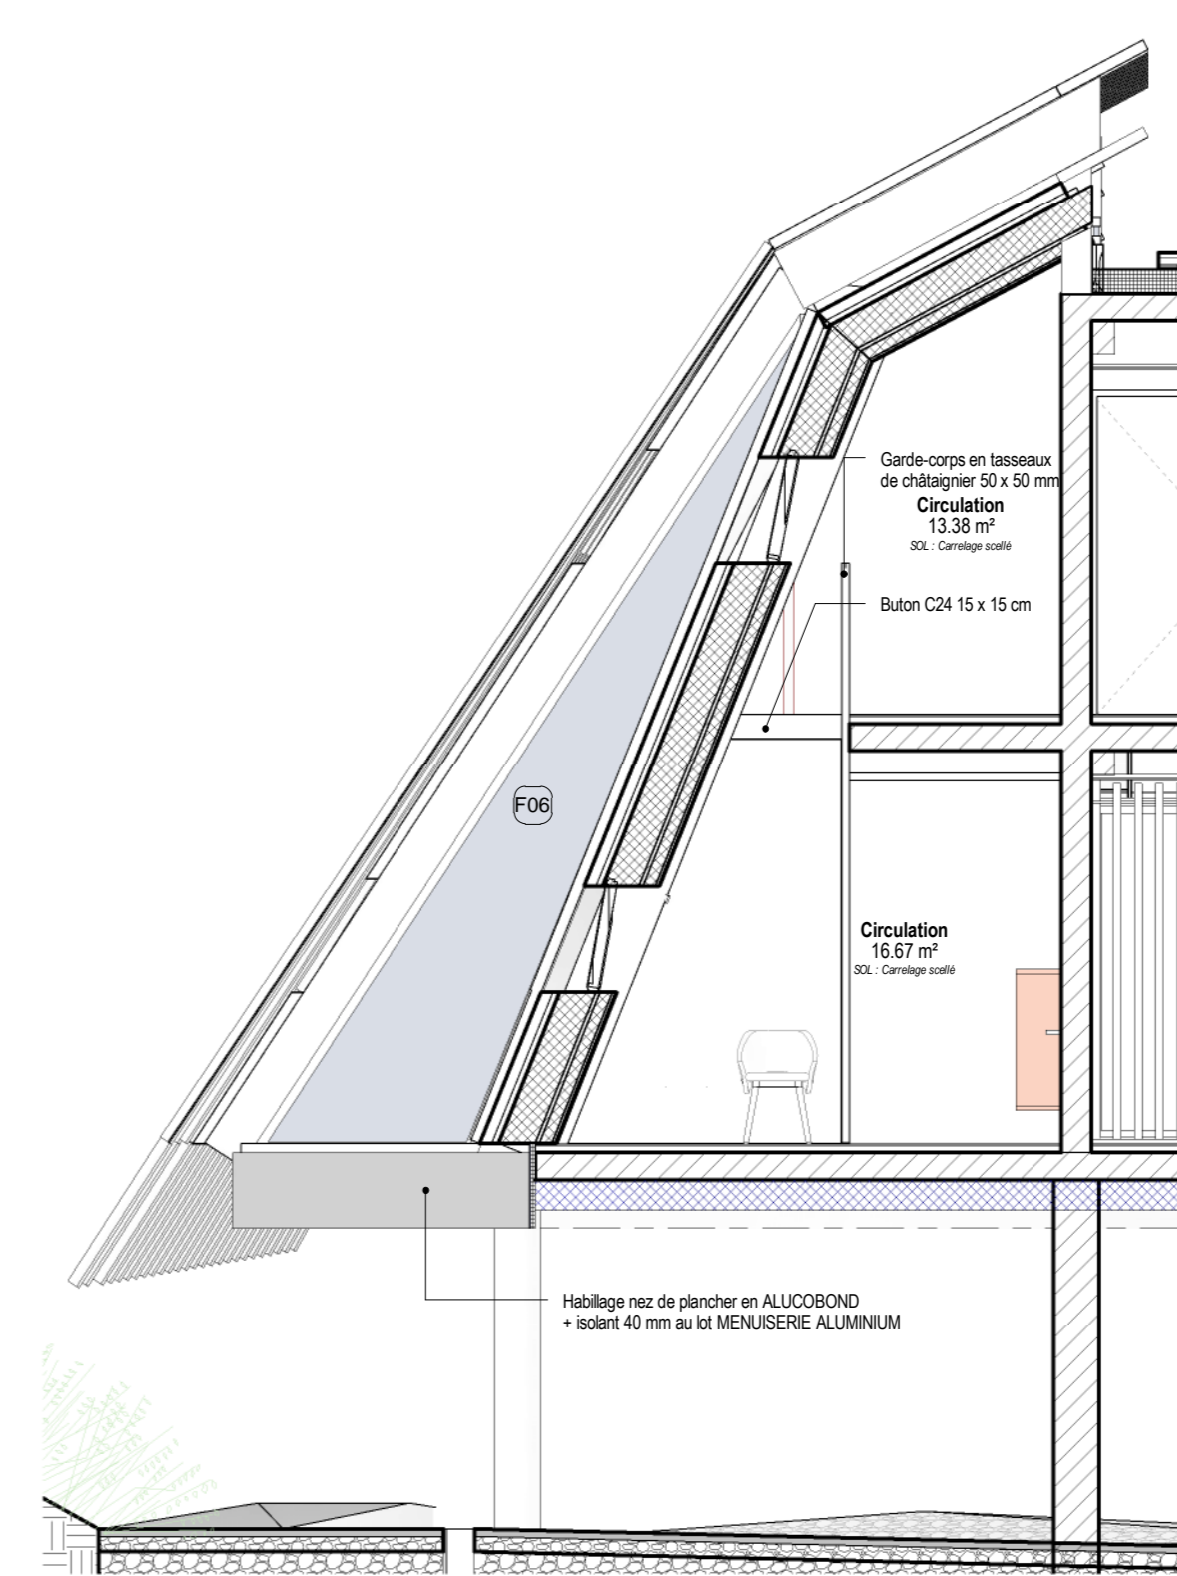 Garde-corps en tasseaux
de châtaignier 50 x 50 mm
Circulation
13.38 m²
SOL : Carrelage scellé
Buton C24 15 x 15 cm
F06
Circulation
16.67 m²
SOL : Carrelage scellé
Habillage nez de plancher en ALUCOBOND
+ isolant 40 mm au lot MENUISERIE ALUMINIUM